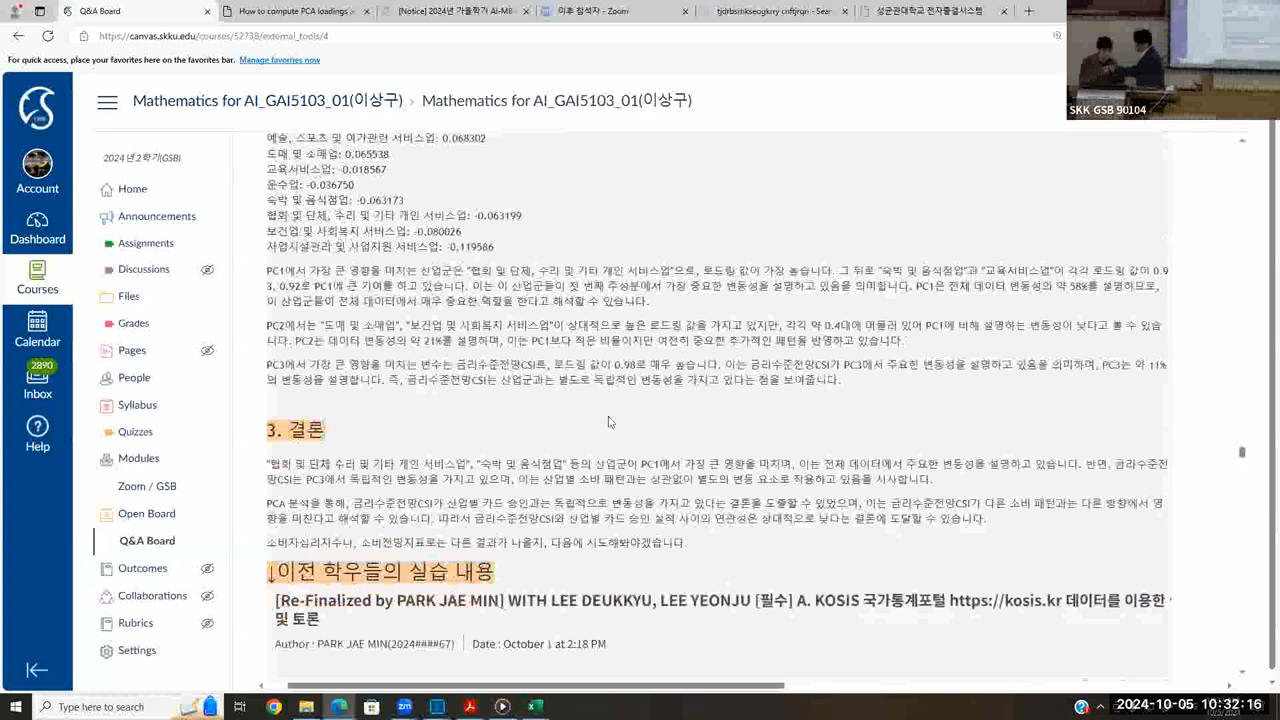 Q&A Board
How to compute PCA loadings
[Notice] 2024년 가을학기 AI-MB
이후 참석자 - Zoom
tjdrbsnkseogkry cnftjron - Sear
성균관대학교 전자출결시스템
https://canvas.skku.edu/courses/52738/external_tools/4
For quick access, place your favorites here on the favorites bar. Manage favorites now
SKK GSB 90104
Mathematics for AI_GAI5103_01(이상구) Mathematics for AI_GAI5103_01(이상구)
2024년2학기(GSB)
Account
Dashboard
Courses
Calendar
2890
Inbox
Help
Home
Announcements
Assignments
Discussions
Files
Grades
Pages
People
Syllabus
Quizzes
Modules
Zoom / GSB
Open Board
Q&A Board
Outcomes
Collaborations
Rubrics
Settings
예술, 스포츠 및 여가관련 서비스업: 0.068302
도매 및 소매업: 0.065538
교육서비스업: -0.018567
운수업: -0.036750
숙박 및 음식점업: -0.063173
협회 및 단체, 수리 및 기타 개인 서비스업: -0.063199
보건업 및 사회복지 서비스업: -0.080026
사업시설관리 및 사업지원 서비스업: -0.119586
PC1에서 가장 큰 영향을 미치는 산업군은 "협회 및 단체, 수리 및 기타 개인 서비스업"으로, 로드링 값이 가장 높습니다. 그 뒤로 "숙박 및 음식점업"과 "교육서비스업"이 각각 로드링 값이 0.9
3, 0.92로 PC1에 큰 기여를 하고 있습니다. 이는 이 산업군들이 첫 번째 주성분에서 가장 중요한 변동성을 설명하고 있음을 의미합니다. PC1은 전체 데이터 변동성의 약 58%를 설명하므로,
이 산업군들이 전체 데이터에서 매우 중요한 역할을 한다고 해석할 수 있습니다.
PC2에서는 "도매 및 소매업", "보건업 및 사회복지 서비스업"이 상대적으로 높은 로드링 값을 가지고 있지만, 각각 약 0.4대에 머물러 있어 PC1에 비해 설명하는 변동성이 낮다고 볼 수 있습
니다. PC2는 데이터 변동성의 약 21%를 설명하며, 이는 PC1보다 적은 비율이지만 여전히 중요한 추가적인 패턴을 반영하고 있습니다.
PC3에서 가장 큰 영향을 미치는 변수는 금리수준전망CSI로, 로드링 값이 0.98로 매우 높습니다. 이는 금리수준전망CSI가 PC3에서 주요한 변동성을 설명하고 있음을 의미하며, PC3는 약 11%
의 변동성을 설명합니다. 즉, 금리수준전망CSI는 산업군과는 별도로 독립적인 변동성을 가지고 있다는 점을 보여줍니다.
3. 결론
"협회 및 단체 수리 및 기타 개인 서비스업", "숙박 및 음식점업" 등의 산업군이 PC1에서 가장 큰 영향을 미치며, 이는 전체 데이터에서 주요한 변동성을 설명하고 있습니다. 반면, 금리수준전
망CSI는 PC3에서 독립적인 변동성을 가지고 있으며, 이는 산업별 소비 패턴과는 상관없이 별도의 변동 요소로 작용하고 있음을 시사합니다.
PCA 분석을 통해, 금리수준전망CSI가 산업별 카드 승인과는 독립적으로 변동성을 가지고 있다는 결론을 도출할 수 있었으며, 이는 금리수준전망CSI가 다른 소비 패턴과는 다른 방향에서 영
향을 미친다고 해석할 수 있습니다. 따라서 금리수준전망CSI와 산업별 카드 승인 실적 사이의 연관성은 상대적으로 낮다는 결론에 도달할 수 있습니다.
소비자심리지수나, 소비전망지표로는 다른 결과가 나올지, 다음에 시도해봐야겠습니다.
↓이전 학우들의 실습 내용
[Re-Finalized by PARK JAE MIN] WITH LEE DEUKKYU, LEE YEONJU [필수] A. KOSIS 국가통계포털 https://kosis.kr 데이터를 이용한
및 토론
Author : PARK JAE MIN(2024####67) Date : October 1 at 2:18 PM
Type here to search
2024-10-05 10:32:16